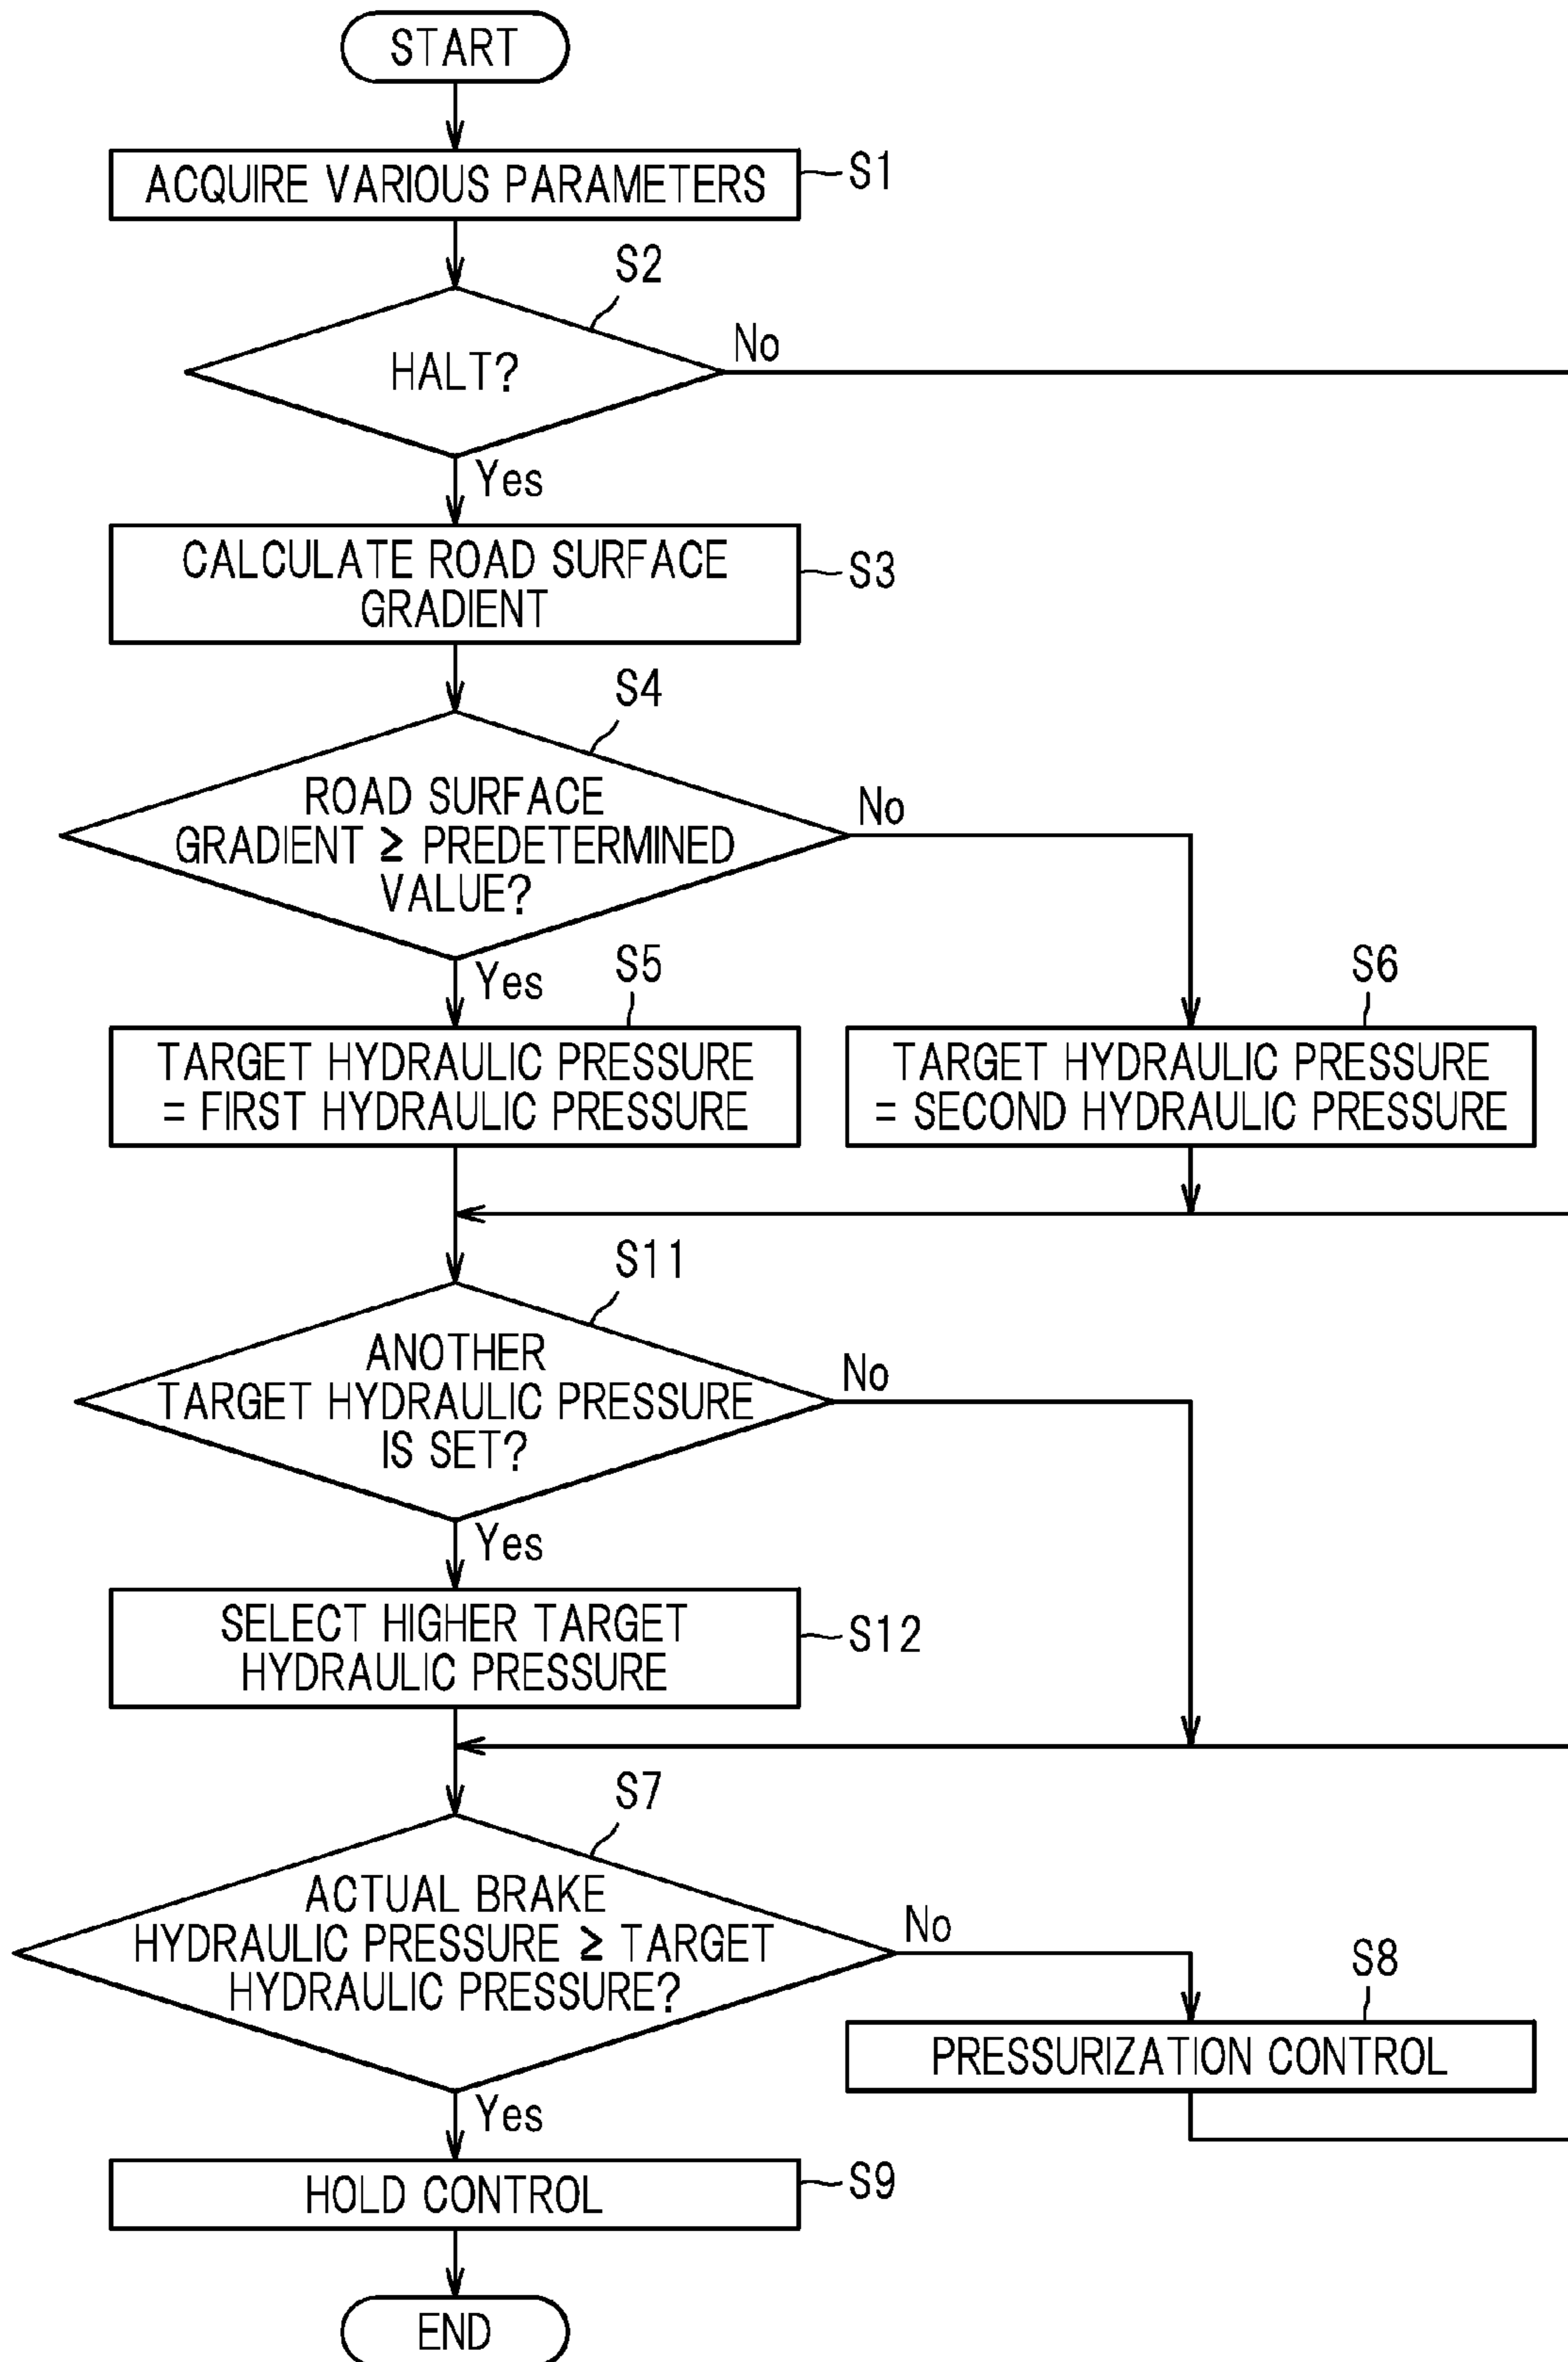 START
ACQUIRE VARIOUS PARAMETERS
S1
S2
HALT?
No
Yes
CALCULATE ROAD SURFACE
GRADIENT
S3
S4
ROAD SURFACE
GRADIENT ≥ PREDETERMINED
VALUE?
No
Yes
S5
TARGET HYDRAULIC PRESSURE
= FIRST HYDRAULIC PRESSURE
S6
TARGET HYDRAULIC PRESSURE
= SECOND HYDRAULIC PRESSURE
S11
ANOTHER
TARGET HYDRAULIC PRESSURE
IS SET?
No
Yes
SELECT HIGHER TARGET
HYDRAULIC PRESSURE
S12
S7
ACTUAL BRAKE
HYDRAULIC PRESSURE ≥ TARGET
HYDRAULIC PRESSURE?
No
S8
PRESSURIZATION CONTROL
Yes
HOLD CONTROL
S9
END